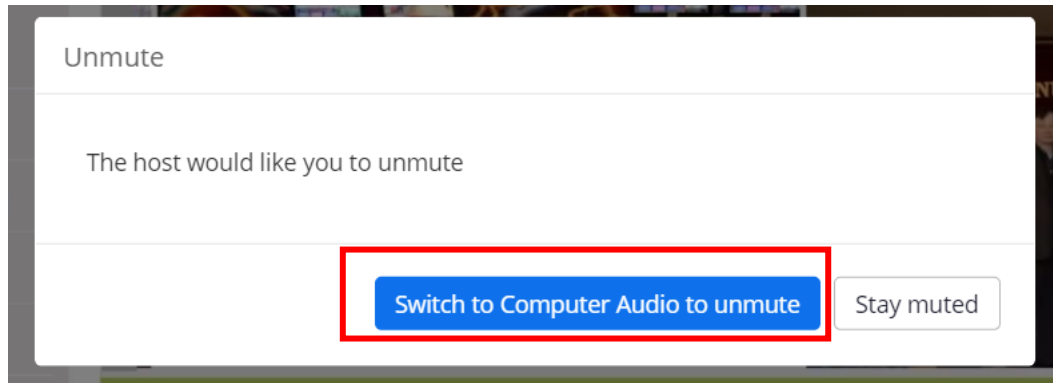 Unmute
The host would like you to unmute
Switch to Computer Audio to unmute
Stay muted